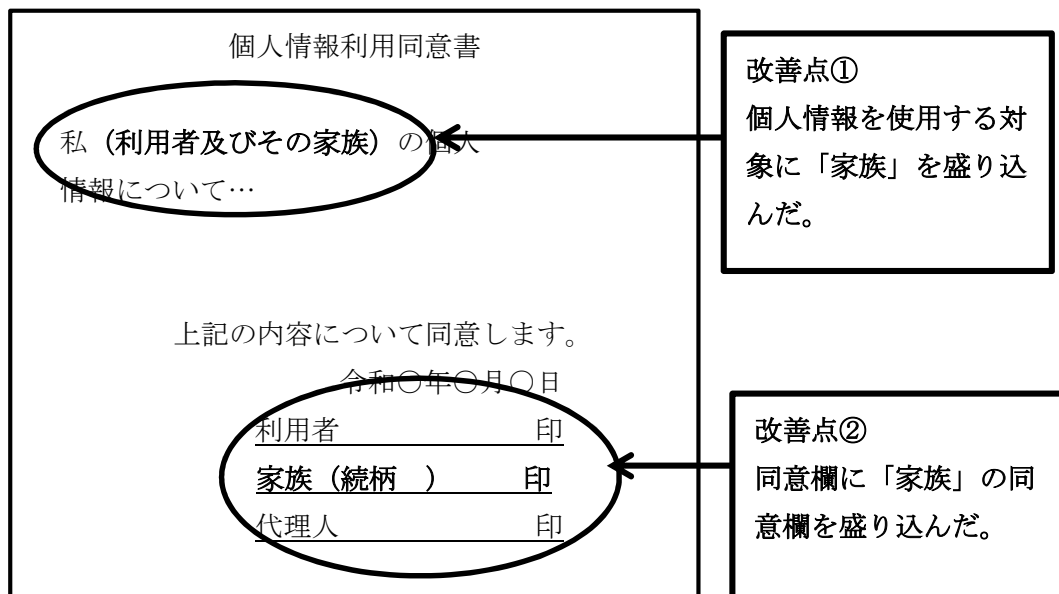 個人情報利用同意書
私（利用者及びその家族）の個人
情報について…
上記の内容について同意します。
令和○年○月○日
利用者 印
家族（続柄 ） 印
代理人 印
改善点①
個人情報を使用する対
象に「家族」を盛り込
んだ。
改善点②
同意欄に「家族」の同
意欄を盛り込んだ。